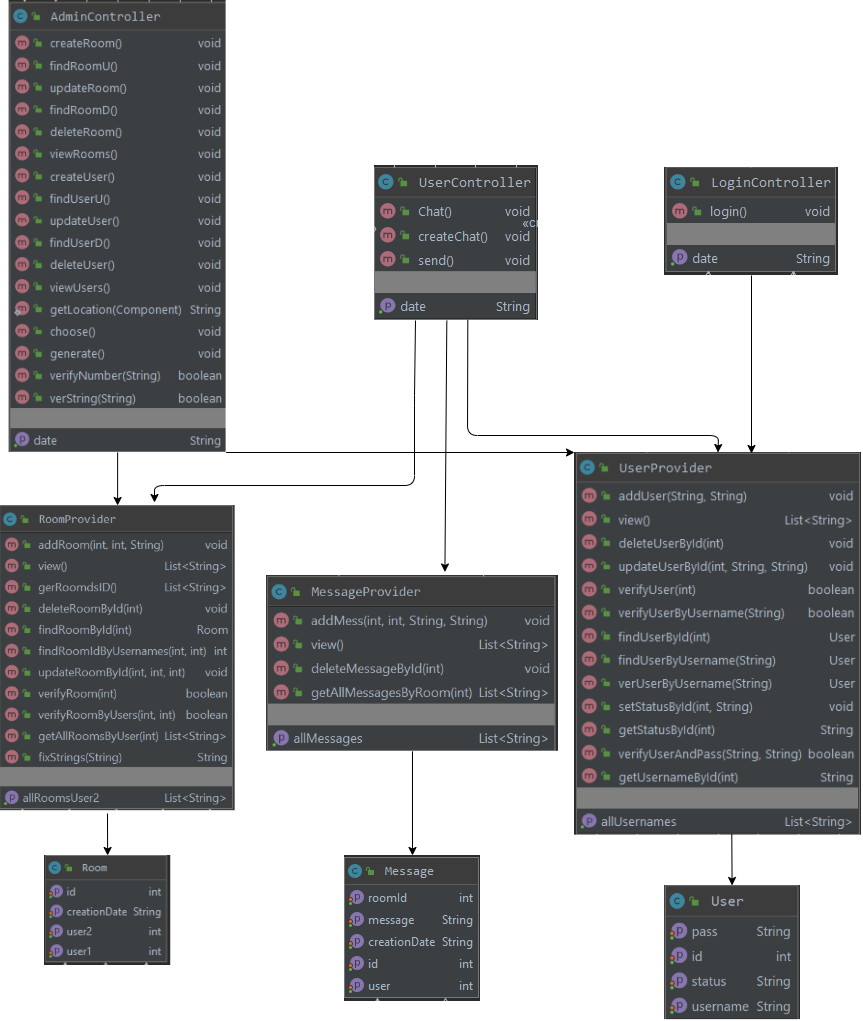 AdminController
createRoom() void
findRoomU() void
updateRoom() void
findRoomD() void
deleteRoom() void
viewRooms() void
createUser() void
findUserU() void
updateUser() void
findUserD() void
deleteUser() void
viewUsers() void
getLocation(Component) String
choose() void
generate() void
verifyNumber(String) boolean
verString(String) boolean
date String
UserController
Chat() void
«c
createChat() void
send() void
date String
LoginController
login() void
date String
RoomProvider
addRoom(int, int, String) void
view() List<String>
gerRoomdsID() List<String>
deleteRoomById(int) void
findRoomById(int) Room
findRoomIdByUsernames(int, int) int
updateRoomById(int, int, int) void
verifyRoom(int) boolean
verifyRoomByUsers(int, int) boolean
getAllRoomsByUser(int) List<String>
fixStrings(String) String
allRoomsUser2 List<String>
MessageProvider
addMess(int, int, String, String) void
view() List<String>
deleteMessageById(int) void
getAllMessagesByRoom(int) List<String>
allMessages List<String>
UserProvider
addUser(String, String) void
view() List<String>
deleteUserById(int) void
updateUserById(int, String, String) void
verifyUser(int) boolean
verifyUserByUsername(String) boolean
findUserById(int) User
findUserByUsername(String) User
verUserByUsername(String) User
setStatusById(int, String) void
getStatusById(int) String
verifyUserAndPass(String, String) boolean
getUsernameById(int) String
allUsernames List<String>
Room
id int
creationDate String
user2 int
user1 int
Message
roomId int
message String
creationDate String
id int
user int
User
pass String
id int
status String
username String